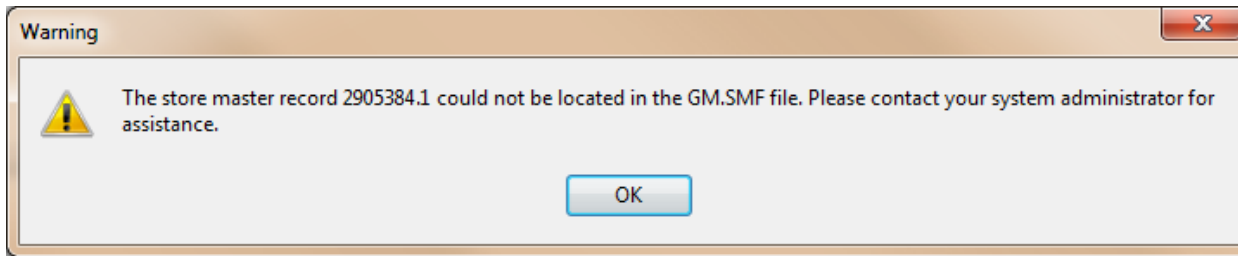 Warning
The store master record 2905384.1 could not be located in the GM.SMF file. Please contact your system administrator for
assistance.
OK